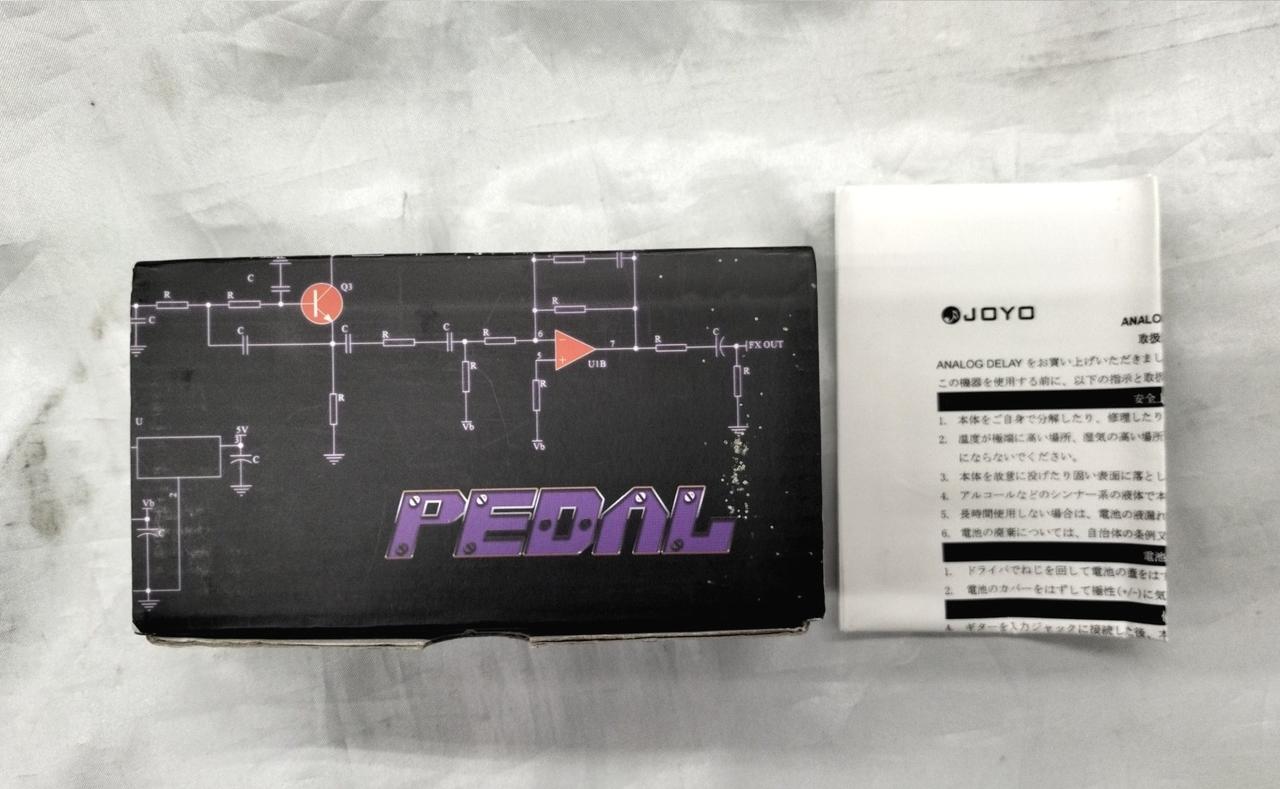 C
Q3
R
R
C
C
C
R
C
R
6
R
7
R
C
FX OUT
5
U1B
R
R
R
R
Vb
Vb
U
5V
3
C
2
Vb
C
PEDAL
JOYO
ANALO
取扱
ANALOG DELAY をお買い上げいただきまし
この機器を使用する前に、以下の指示と取扱
安全上
1. 本体をご自身で分解したり、修理したり
2. 温度が極端に高い場所、湿気の高い場所
にならないでください。
3. 本体を故意に投げたり固い表面に落とし
4. アルコールなどのシンナー系の液体で本
5. 長時間使用しない場合は、電池の液漏れ
6. 電池の廃棄については、自治体の条例又
電池
1. ドライバでねじを回して電池の蓋をはず
2. 電池のカバーをはずして極性(+/-)に気
ギターを入力ジャックに接続した後、本